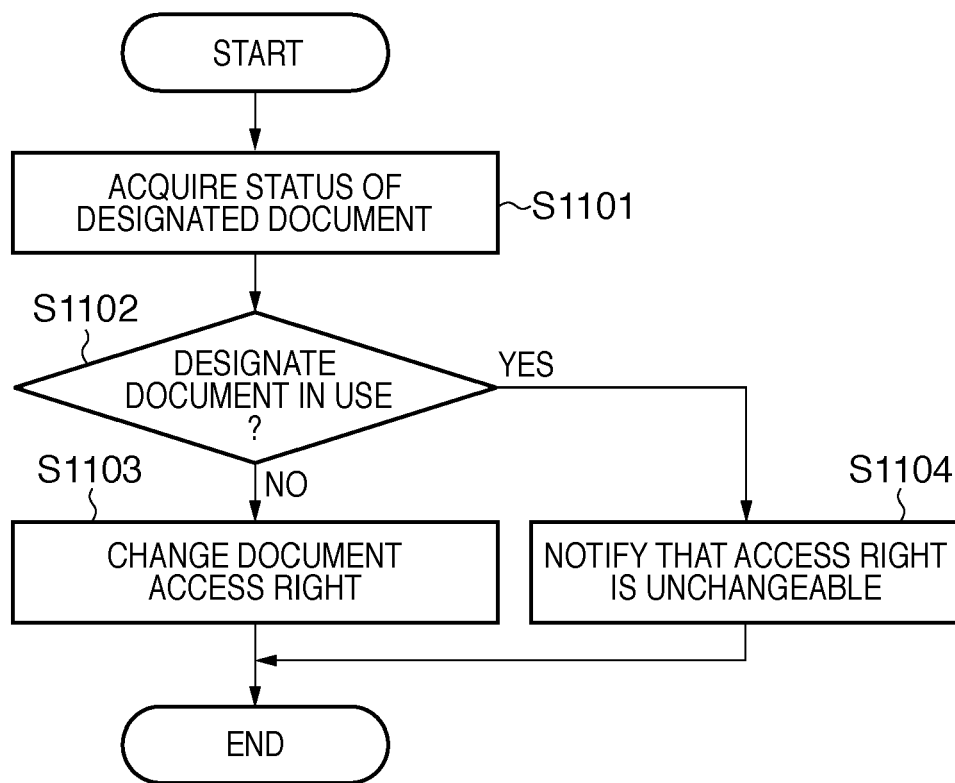 START
ACQUIRE STATUS OF
DESIGNATED DOCUMENT
S1101
S1102
DESIGNATE
DOCUMENT IN USE
?
YES
NO
S1103
CHANGE DOCUMENT
ACCESS RIGHT
S1104
NOTIFY THAT ACCESS RIGHT
IS UNCHANGEABLE
END